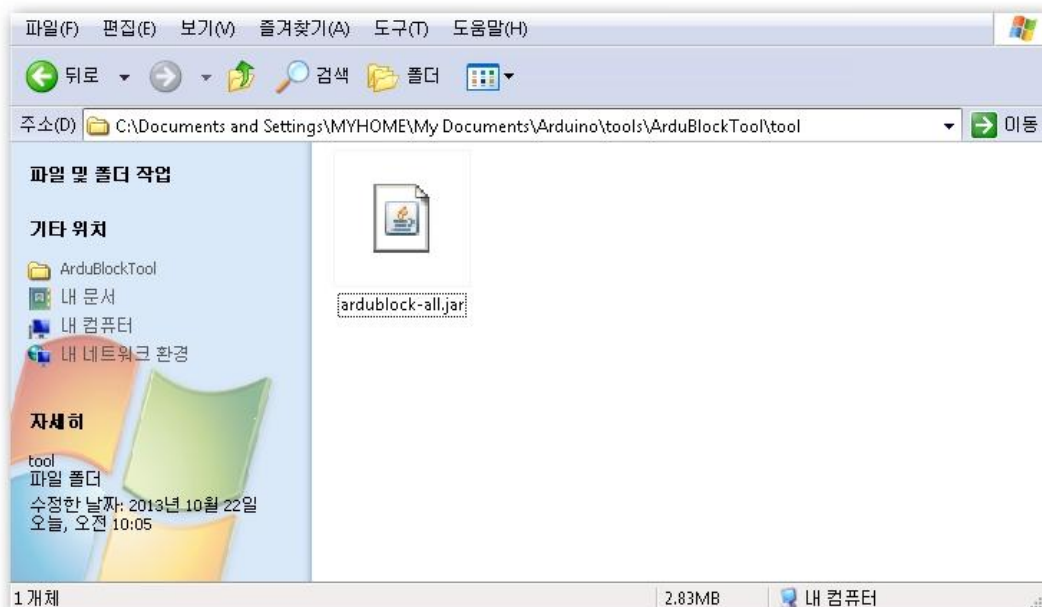 파일(F) 편집(E) 보기(V) 즐겨찾기(A) 도구(T) 도움말(H)
뒤로 검색 폴더
주소(D) C:\Documents and Settings\MYHOME\My Documents\Arduino\tools\ArduBlockTool\tool 이동
파일 및 폴더 작업
기타 위치
ArduBlockTool
내 문서
내 컴퓨터
내 네트워크 환경
자세히
tool
파일 폴더
수정한 날짜: 2013년 10월 22일
오늘, 오전 10:05
ardublock-all.jar
1개체 2.83MB 내 컴퓨터